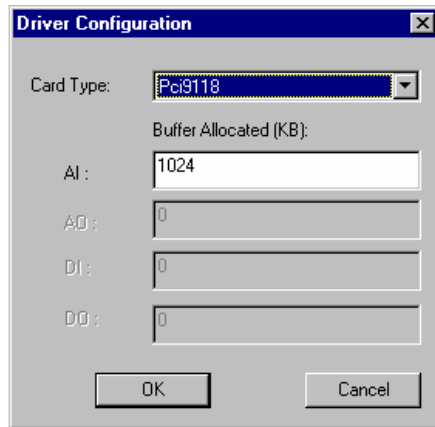 Driver Configuration
Card Type: Pci9118
Buffer Allocated (KB):
AI : 1024
AO : 0
DI : 0
DO : 0
OK Cancel